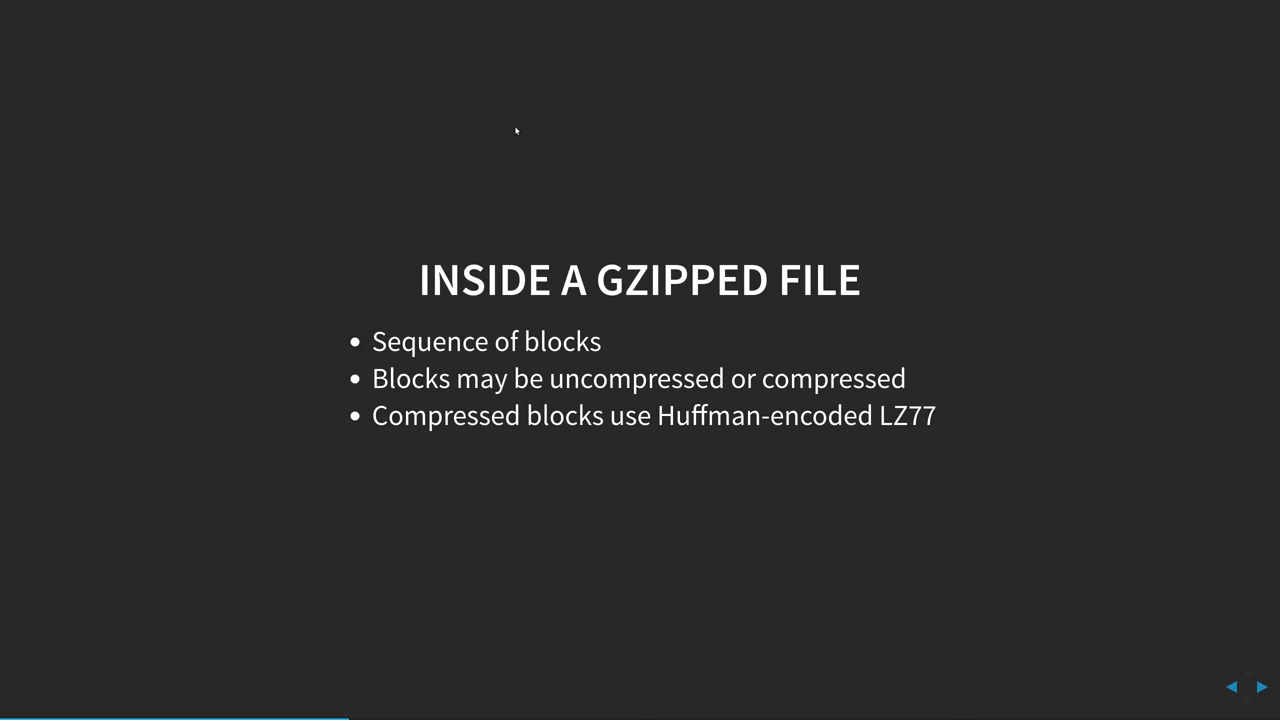 INSIDE A GZIPPED FILE
• Sequence of blocks
• Blocks may be uncompressed or compressed
• Compressed blocks use Huffman-encoded LZ77